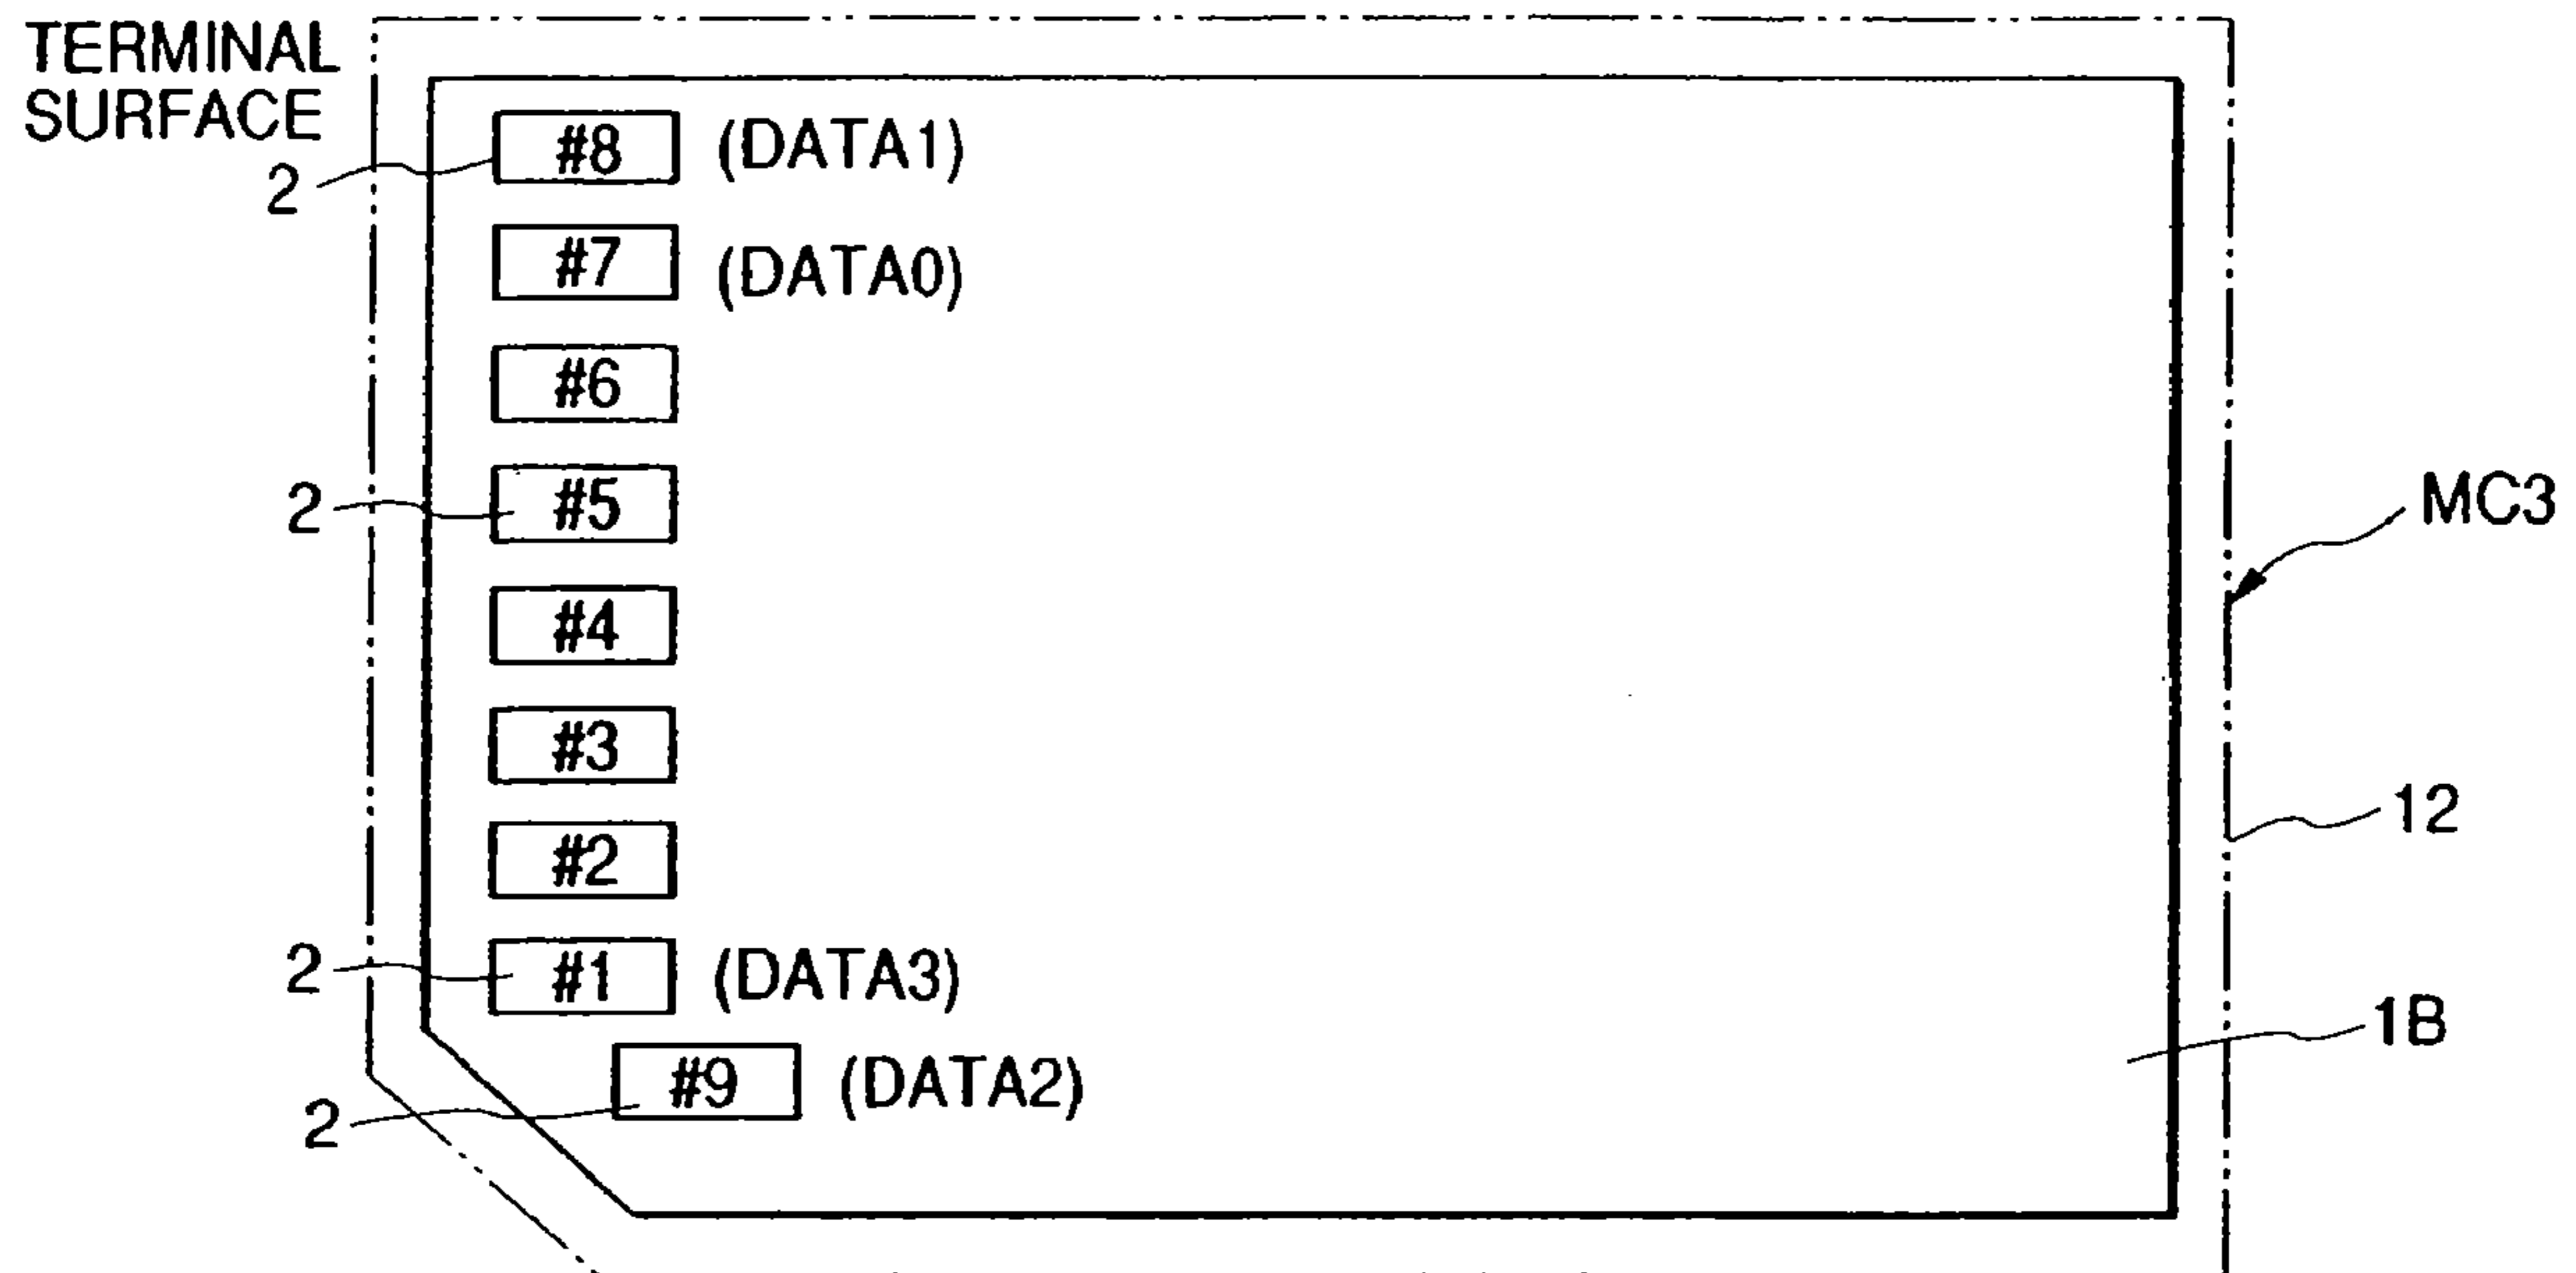 TERMINAL
SURFACE
2
#8 (DATA1)
#7 (DATA0)
#6
2
#5
MC3
#4
#3
12
#2
2
#1 (DATA3)
1B
#9 (DATA2)
2